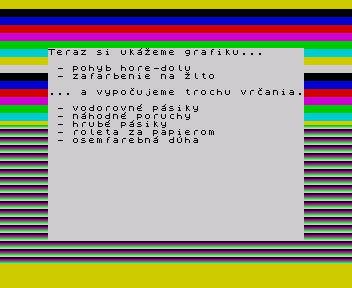 Teraz si ukážeme grafiku...
- pohyb hore-dolu
- zafarbenie na žlto
... a vypočujeme trochu vrčania.
- vodorovné pásiky
- náhodné poruchy
- hrubé pásiky
- roleta za papierom
- osemfarebná dúha